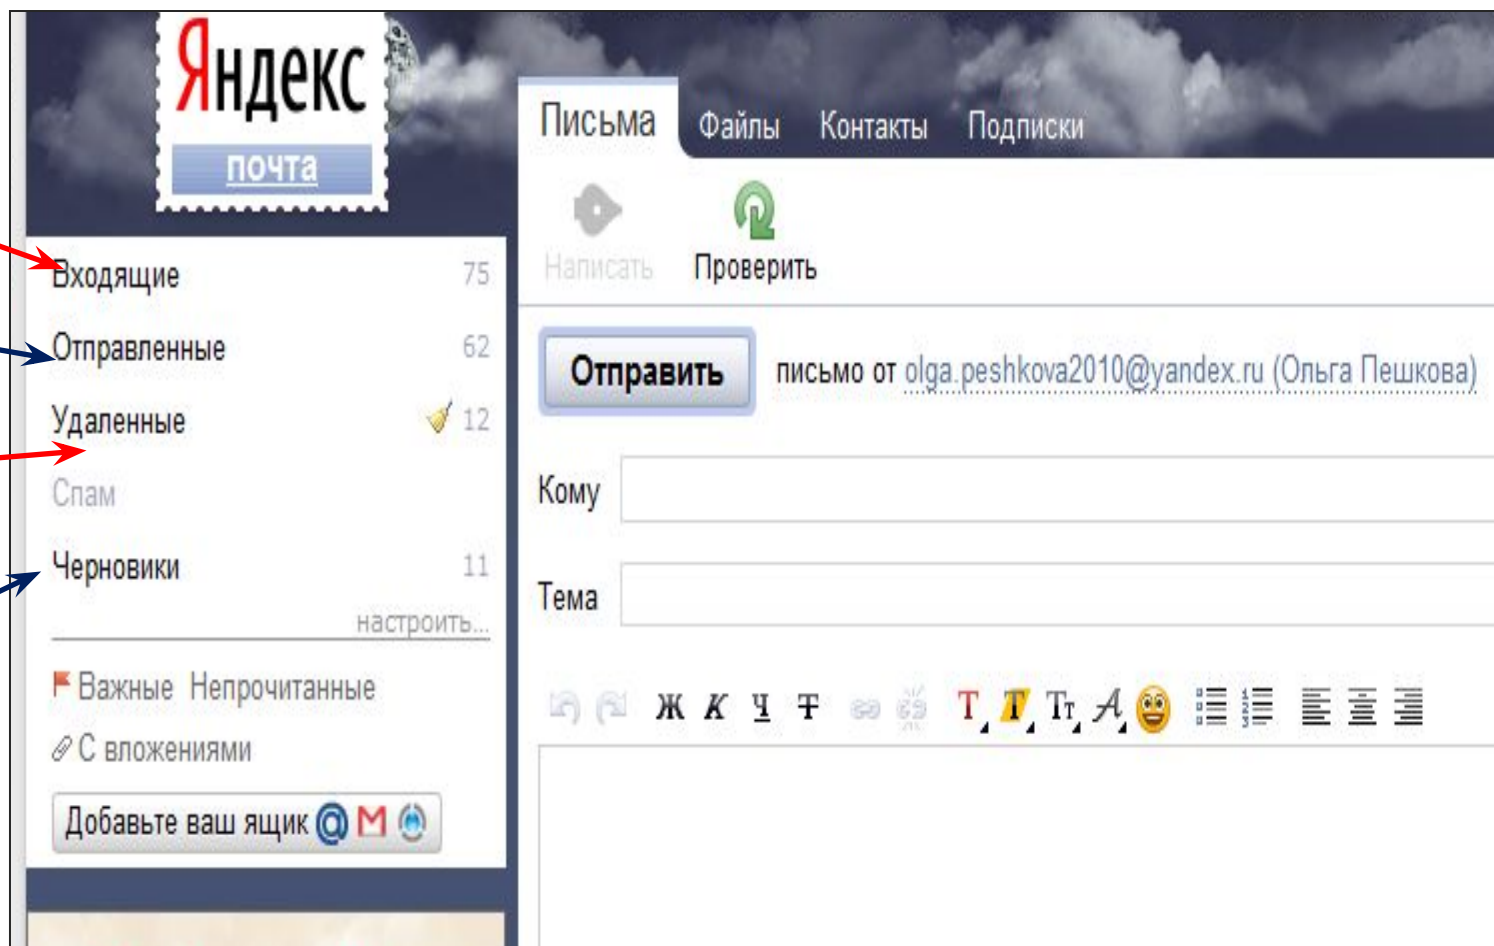 Яндекс
почта
Письма Файлы Контакты Подписки
Написать Проверить
Входящие 75
Отправленные 62
Удаленные 12
Спам
Черновики 11
настроить...
Важные Непрочитанные
С вложениями
Добавьте ваш ящик @ M
Отправить письмо от olga.peshkova2010@yandex.ru (Ольга Пешкова)
Кому
Тема
Ж К Ч Т Т Т Тт А